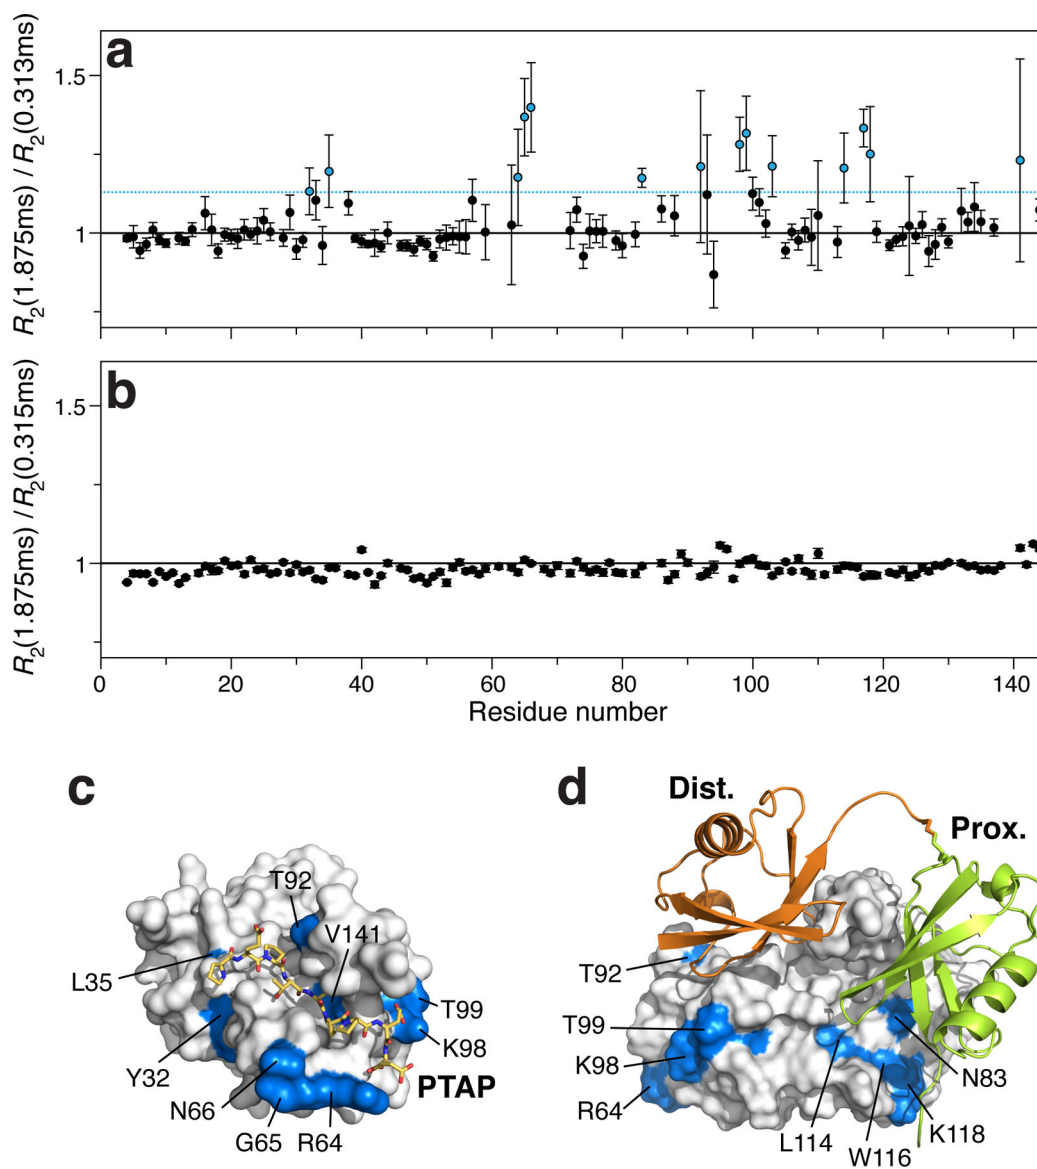 a
R2(1.875ms) / R2(0.313ms)
1.5
1
b
R2(1.875ms) / R2(0.315ms)
1.5
1
0 20 40 60 80 100 120 140
Residue number
c
T92
V141
L35
T99
K98
Y32
PTAP
N66
G65 R64
d
Dist.
Prox.
T92
T99
K98
R64
N83
L114
K118
W116